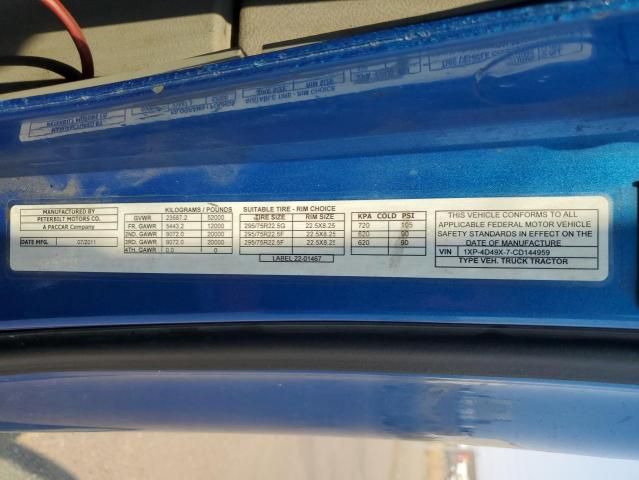 MANUFACTURED BY
PETERBILT MOTORS CO.
A PACCAR Company
DATE MFG. 07/2011
KILOGRAMS / POUNDS
GVWR 23587.2 52000
FR. GAWR 5443.2 12000
2ND. GAWR 9072.0 20000
3RD. GAWR 9072.0 20000
4TH. GAWR 0.0 0
SUITABLE TIRE - RIM CHOICE
TIRE SIZE RIM SIZE
295/75R22.5G 22.5X8.25
295/75R22.5F 22.5X8.25
295/75R22.5F 22.5X8.25
LABEL 22-01467
KPA COLD PSI
720 105
620 90
620 90
THIS VEHICLE CONFORMS TO ALL
APPLICABLE FEDERAL MOTOR VEHICLE
SAFETY STANDARDS IN EFFECT ON THE
DATE OF MANUFACTURE
VIN 1XP-4D49X-7-CD144959
TYPE VEH. TRUCK TRACTOR